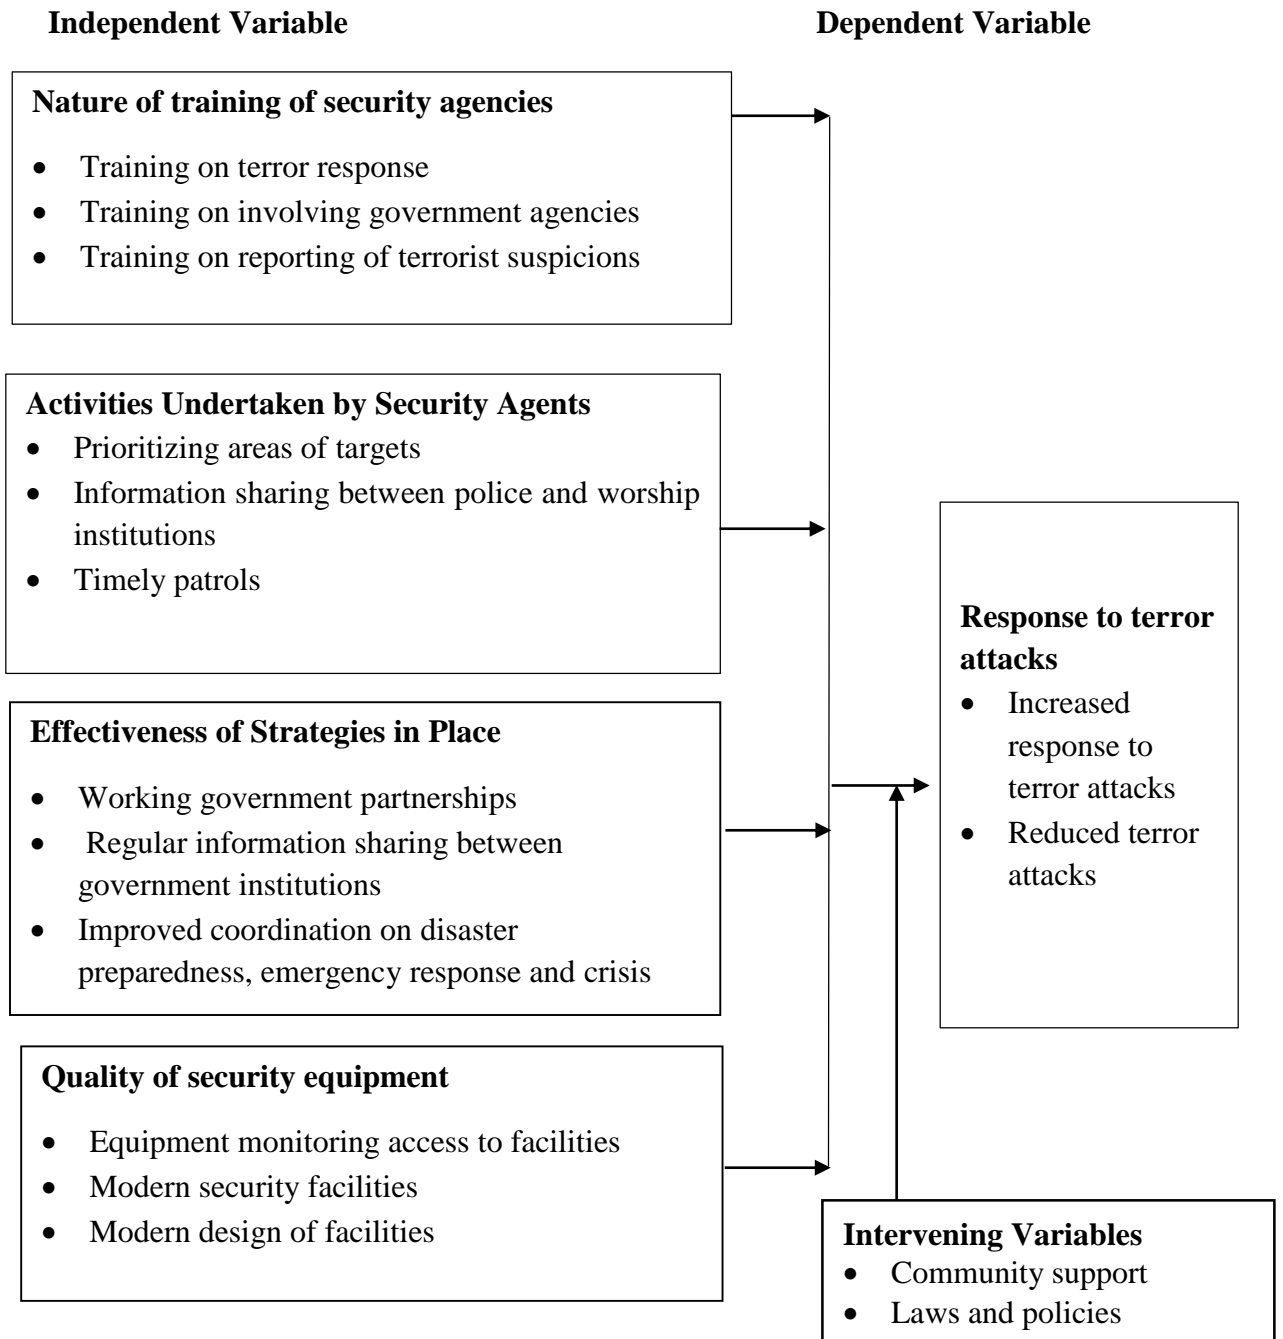 Independent Variable
Dependent Variable
Nature of training of security agencies
• Training on terror response
• Training on involving government agencies
• Training on reporting of terrorist suspicions
Activities Undertaken by Security Agents
• Prioritizing areas of targets
• Information sharing between police and worship
institutions
• Timely patrols
Effectiveness of Strategies in Place
• Working government partnerships
• Regular information sharing between
government institutions
• Improved coordination on disaster
preparedness, emergency response and crisis
Quality of security equipment
• Equipment monitoring access to facilities
• Modern security facilities
• Modern design of facilities
Response to terror
attacks
• Increased
response to
terror attacks
• Reduced terror
attacks
Intervening Variables
• Community support
• Laws and policies